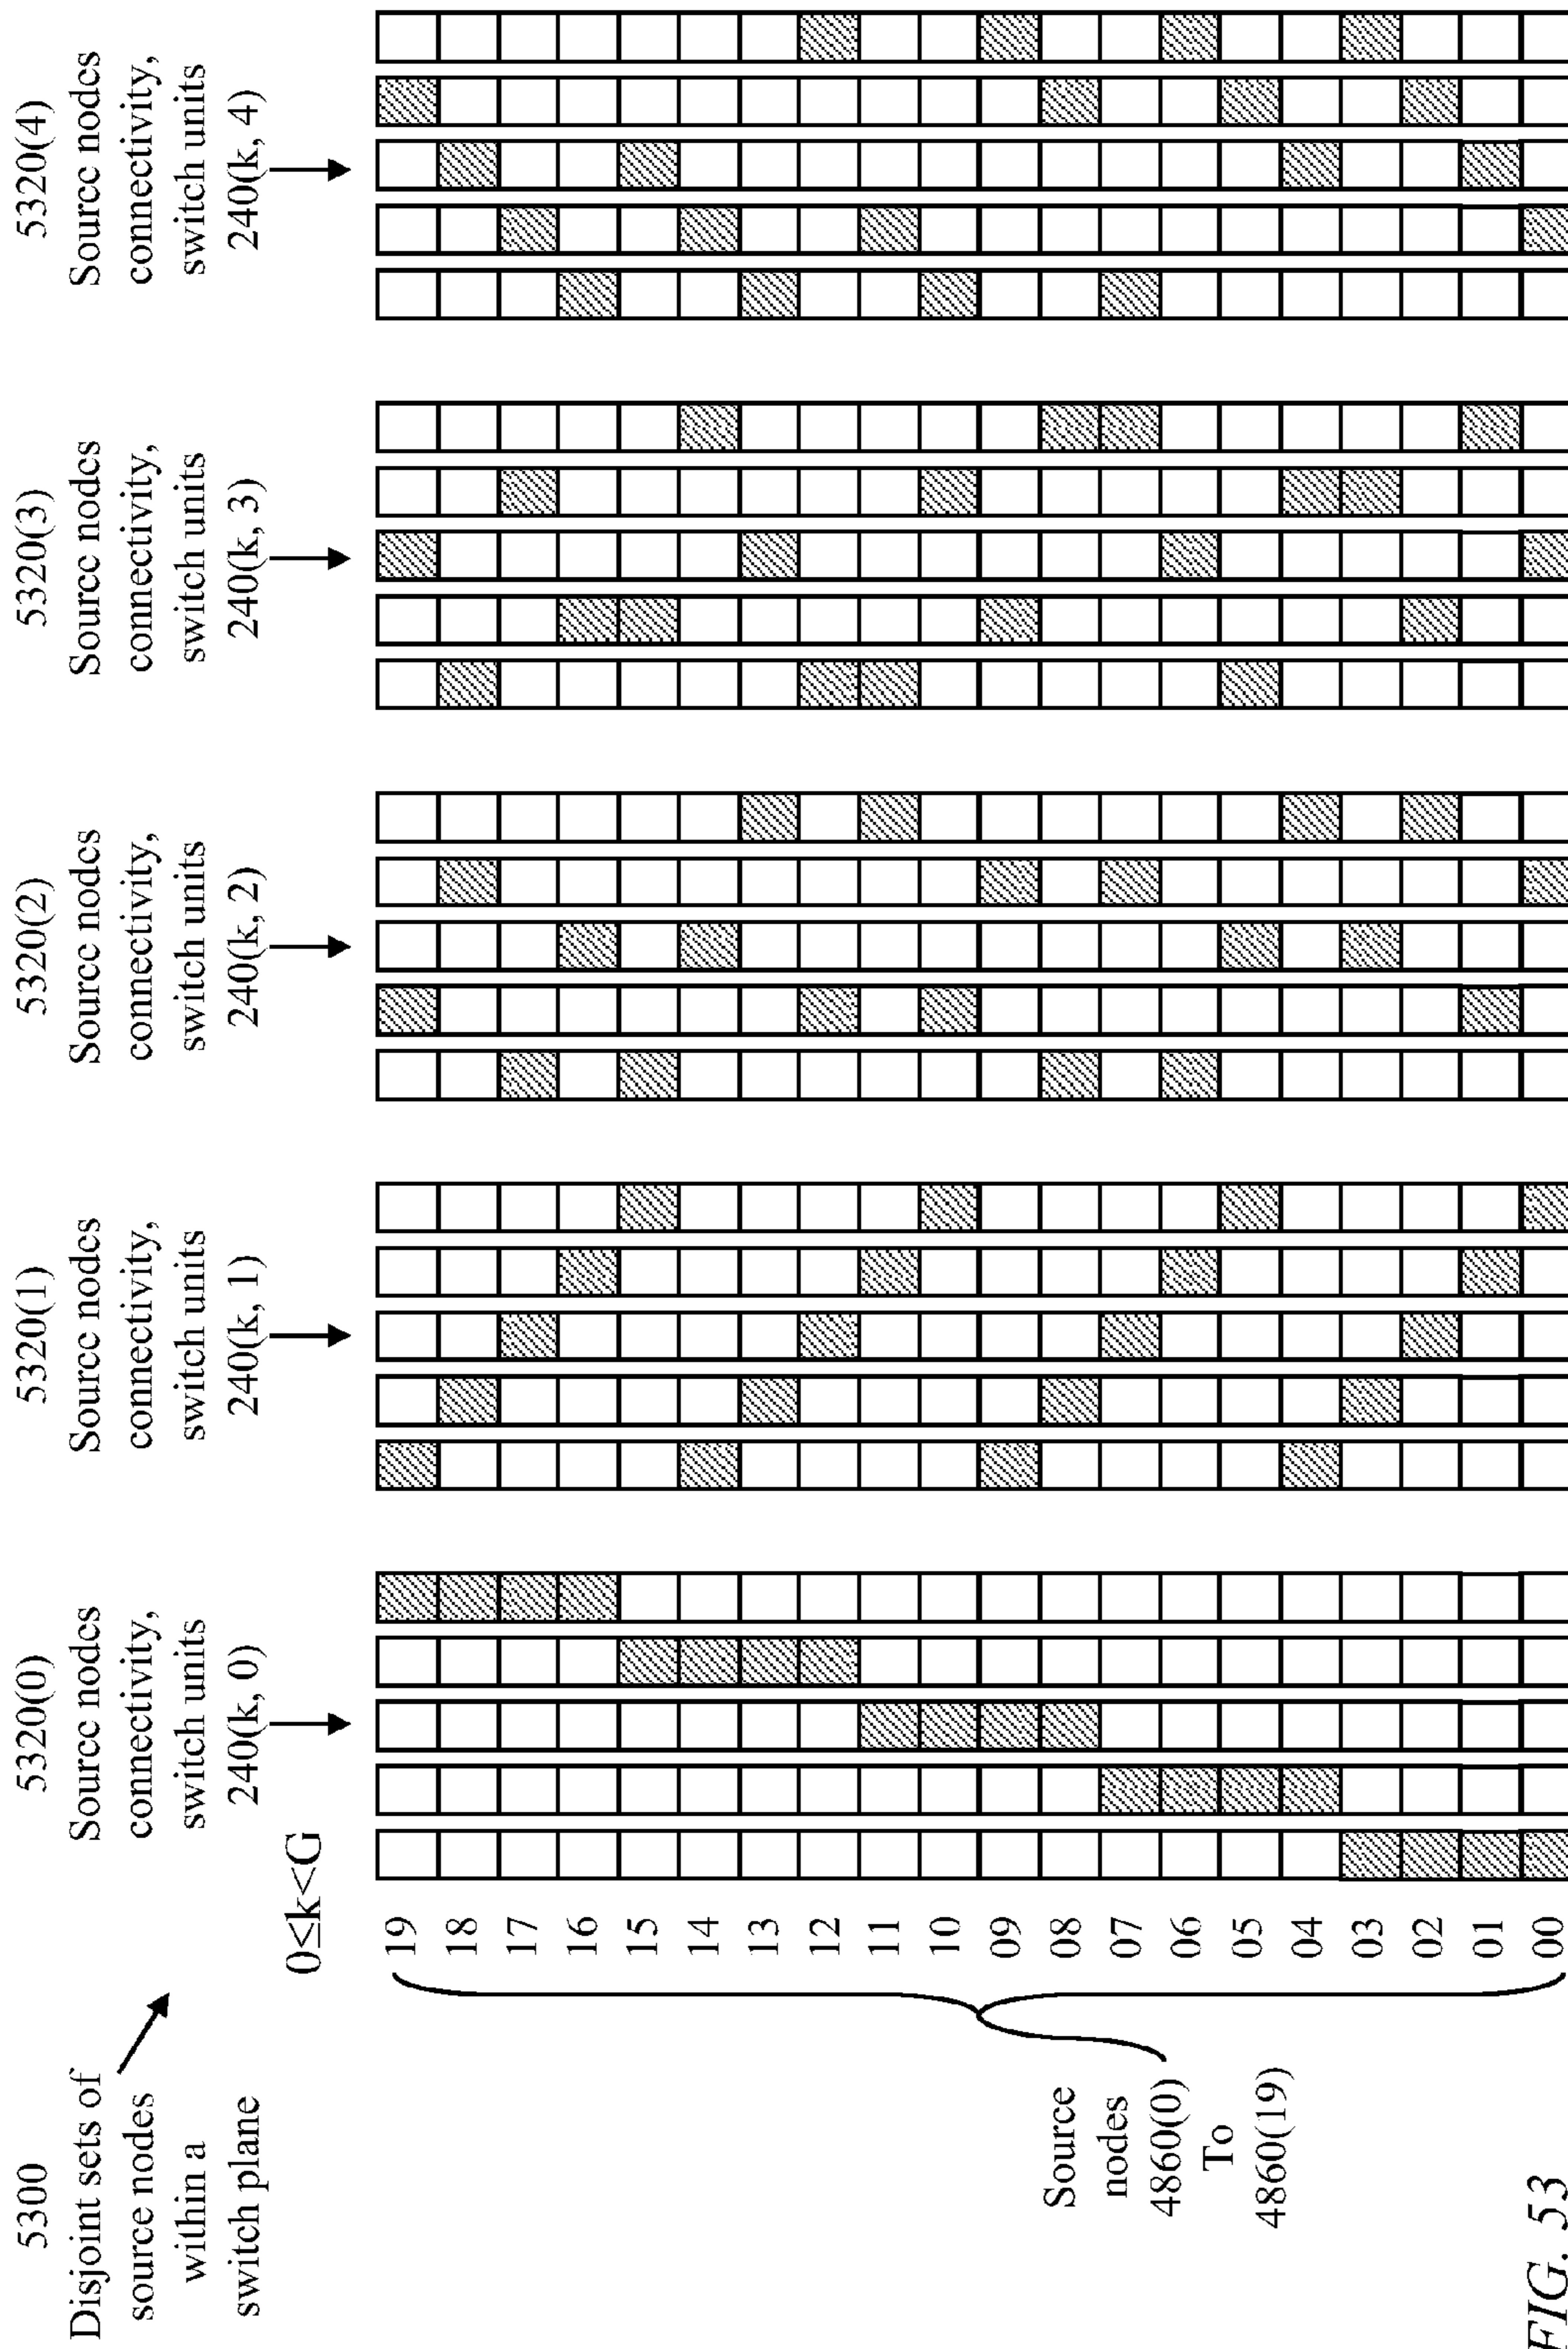 5300
Disjoint sets of
source nodes
within a
switch plane
0≤k<G
5320(0)
Source nodes
connectivity,
switch units
240(k, 0)
5320(1)
Source nodes
connectivity,
switch units
240(k, 1)
5320(2)
Source nodes
connectivity,
switch units
240(k, 2)
5320(3)
Source nodes
connectivity,
switch units
240(k, 3)
5320(4)
Source nodes
connectivity,
switch units
240(k, 4)
19
18
17
16
15
14
13
12
11
10
09
08
07
06
05
04
03
02
01
00
Source
nodes
4860(0)
To
4860(19)
FIG. 53